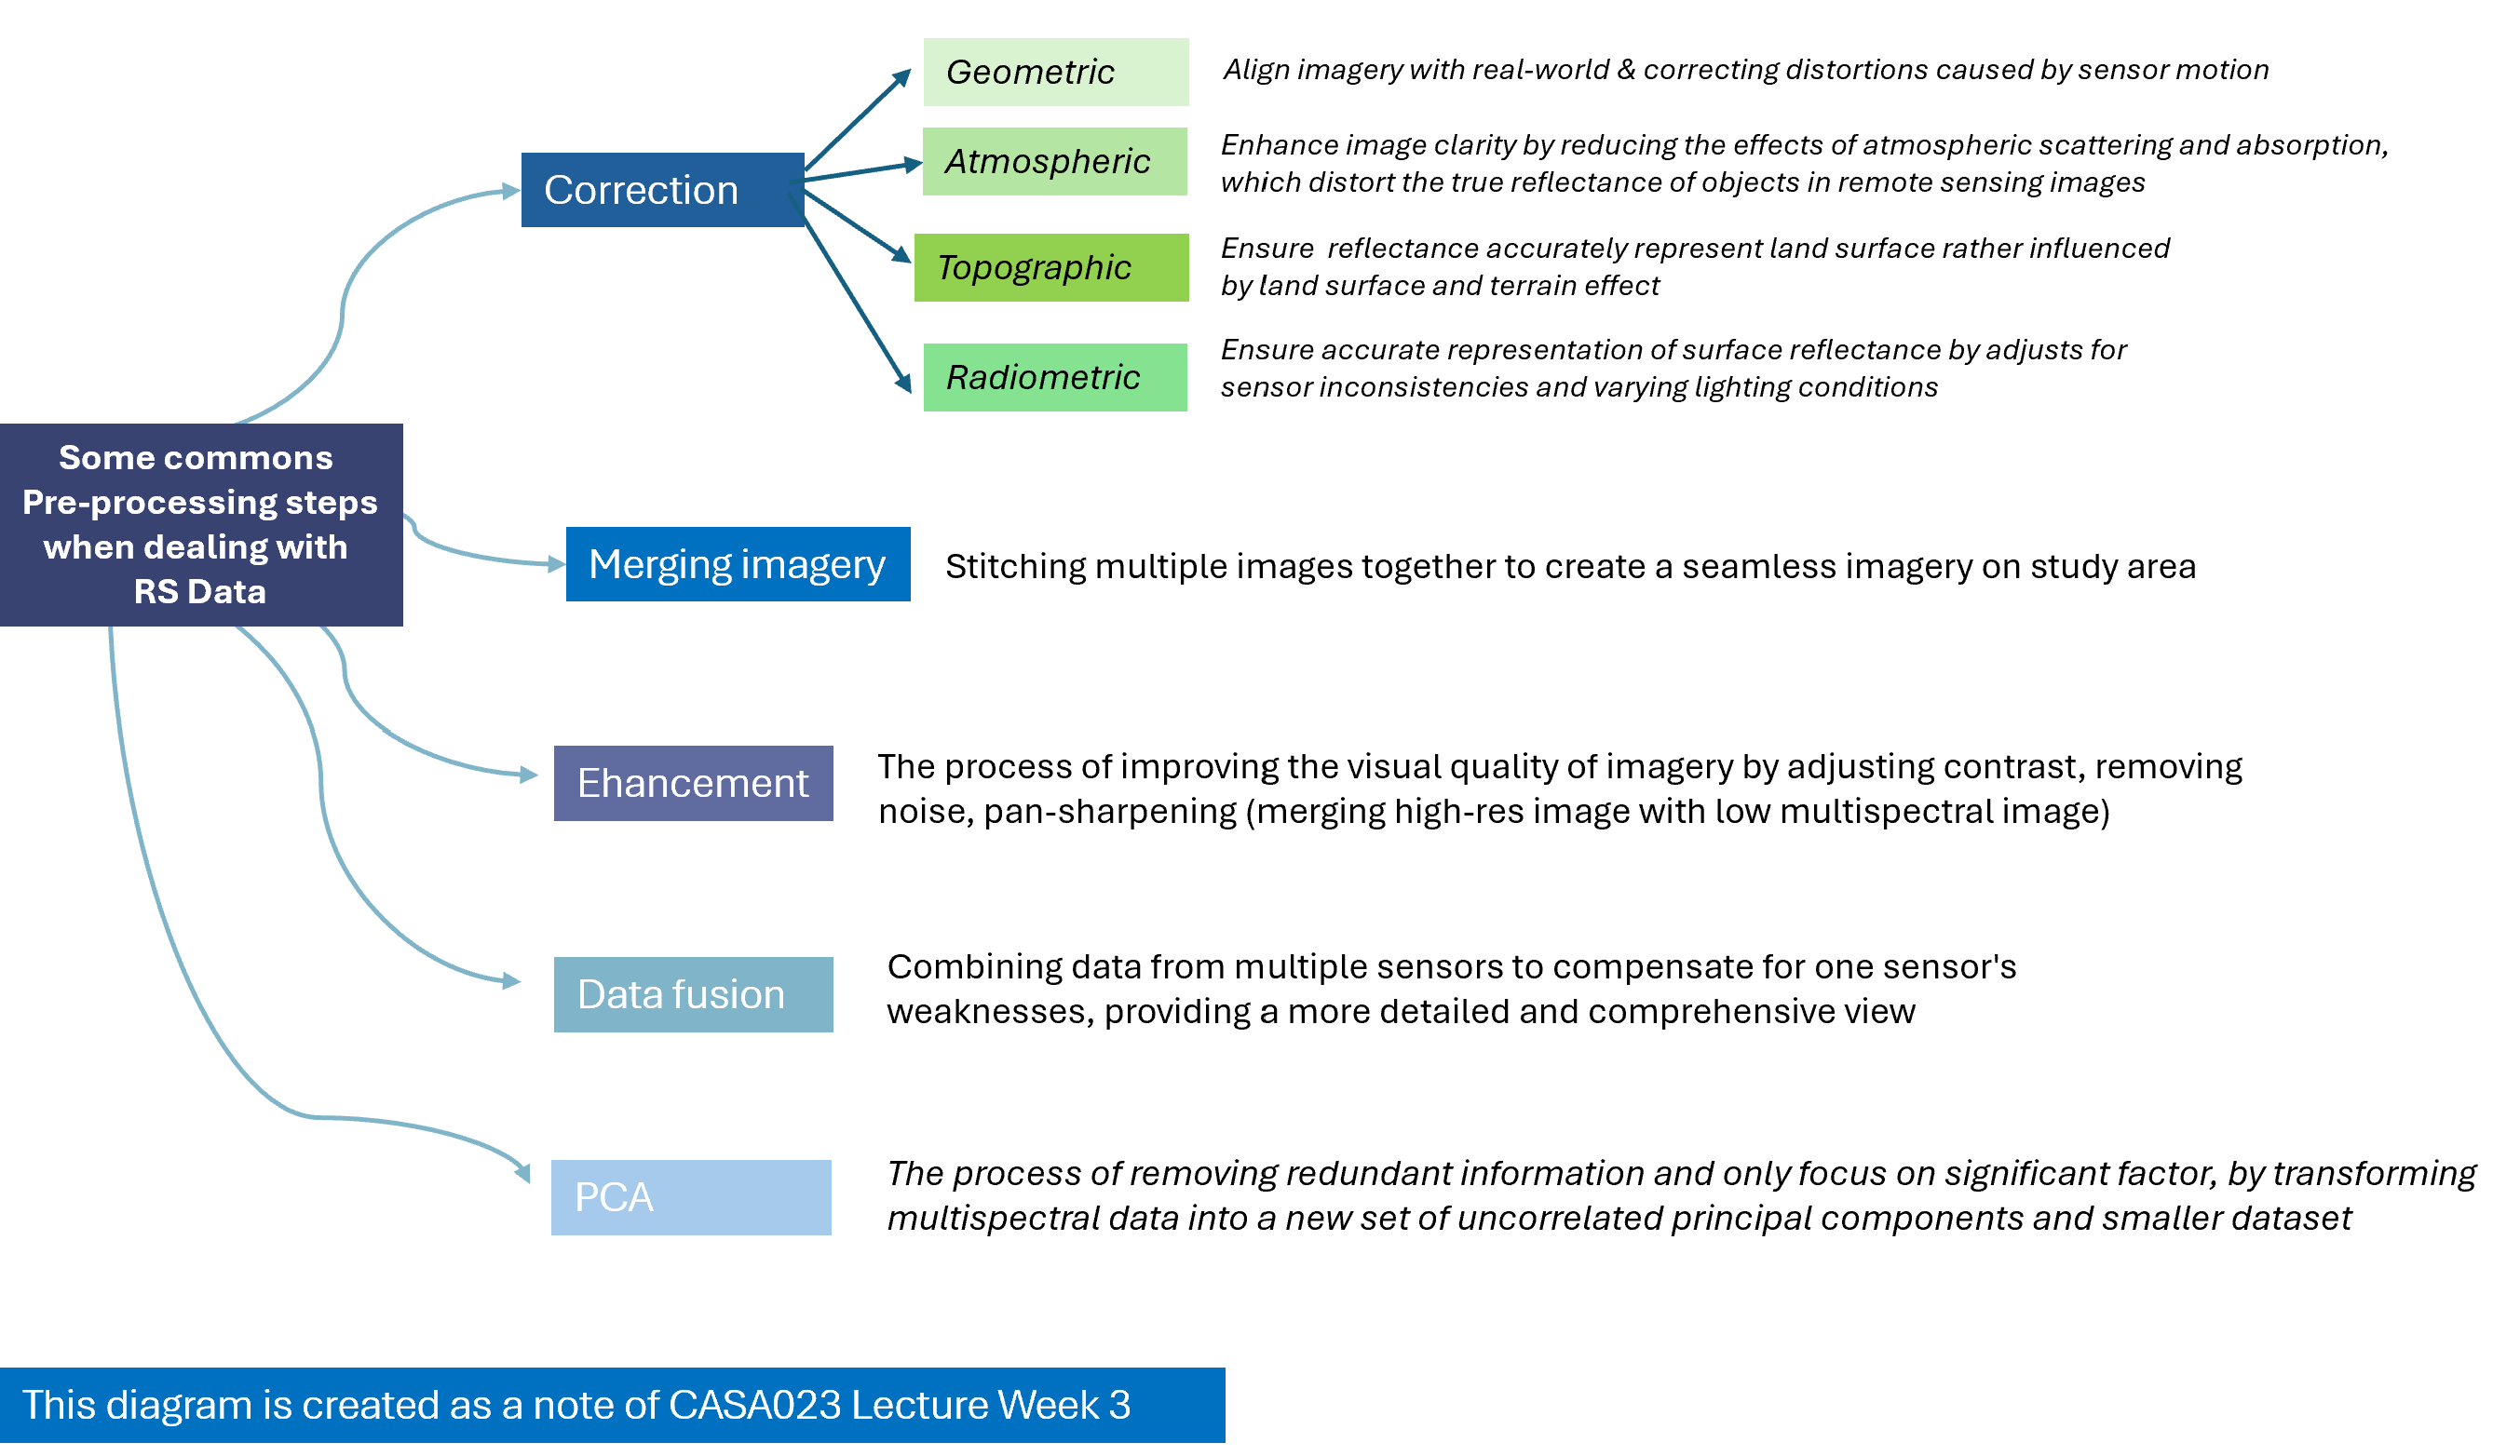 Geometric
Align imagery with real-world & correcting distortions caused by sensor motion
Atmospheric
Enhance image clarity by reducing the effects of atmospheric scattering and absorption,
which distort the true reflectance of objects in remote sensing images
Correction
Topographic
Ensure  reflectance accurately represent land surface rather influenced
by land surface and terrain effect
Radiometric
Ensure accurate representation of surface reflectance by adjusts for
sensor inconsistencies and varying lighting conditions
Some commons
Pre-processing steps
when dealing with
RS Data
Merging imagery
Stitching multiple images together to create a seamless imagery on study area
Ehancement
The process of improving the visual quality of imagery by adjusting contrast, removing
noise, pan-sharpening (merging high-res image with low multispectral image)
Data fusion
Combining data from multiple sensors to compensate for one sensor's
weaknesses, providing a more detailed and comprehensive view
PCA
The process of removing redundant information and only focus on significant factor, by transforming
multispectral data into a new set of uncorrelated principal components and smaller dataset
This diagram is created as a note of CASA023 Lecture Week 3